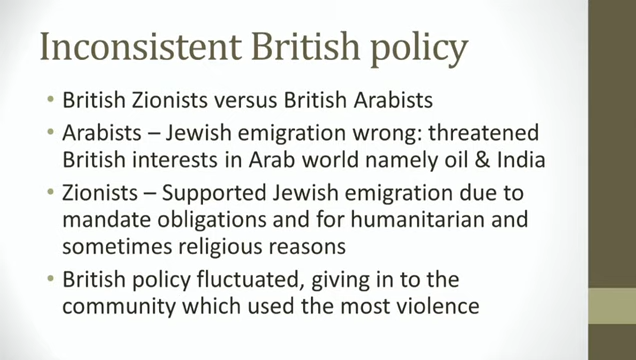 Inconsistent British policy
• British Zionists versus British Arabists
• Arabists – Jewish emigration wrong: threatened
British interests in Arab world namely oil & India
• Zionists – Supported Jewish emigration due to
mandate obligations and for humanitarian and
sometimes religious reasons
• British policy fluctuated, giving in to the
community which used the most violence